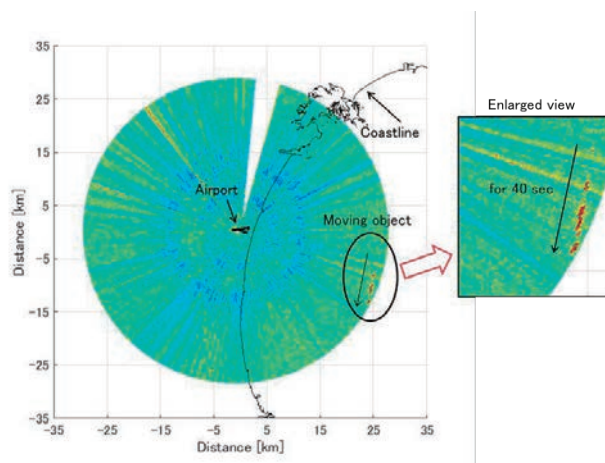 35
25
15
5
-5
-15
-25
-35
Distance [km]
-35
-25
-15
-5
5
15
25
35
Distance [km]
Airport
Coastline
Moving object
Enlarged view
for 40 sec